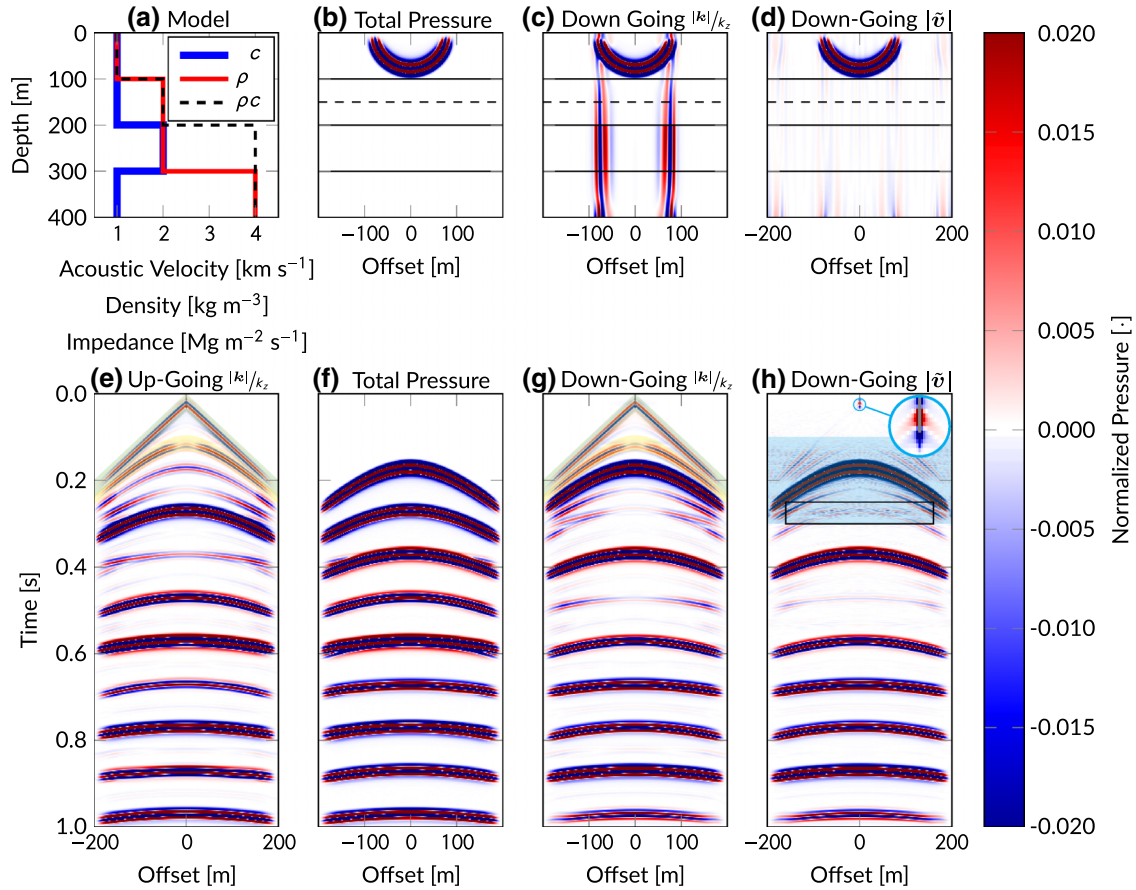 (a) Model
(b) Total Pressure
(c) Down Going |k|/kz
(d) Down-Going |ṽ|
c
ρ
ρc
Depth [m]
0
100
200
300
400
1 2 3 4
Acoustic Velocity [km s⁻¹]
Density [kg m⁻³]
Impedance [Mg m⁻² s⁻¹]
−100 0 100
Offset [m]
−100 0 100
Offset [m]
−200 0 200
Offset [m]
(e) Up-Going |k|/kz
(f) Total Pressure
(g) Down-Going |k|/kz
(h) Down-Going |ṽ|
Time [s]
0.0
0.2
0.4
0.6
0.8
1.0
−200 0 200
Offset [m]
−100 0 100
Offset [m]
−100 0 100
Offset [m]
−200 0 200
Offset [m]
0.020
0.015
0.010
0.005
0.000
-0.005
-0.010
-0.015
-0.020
Normalized Pressure [·]